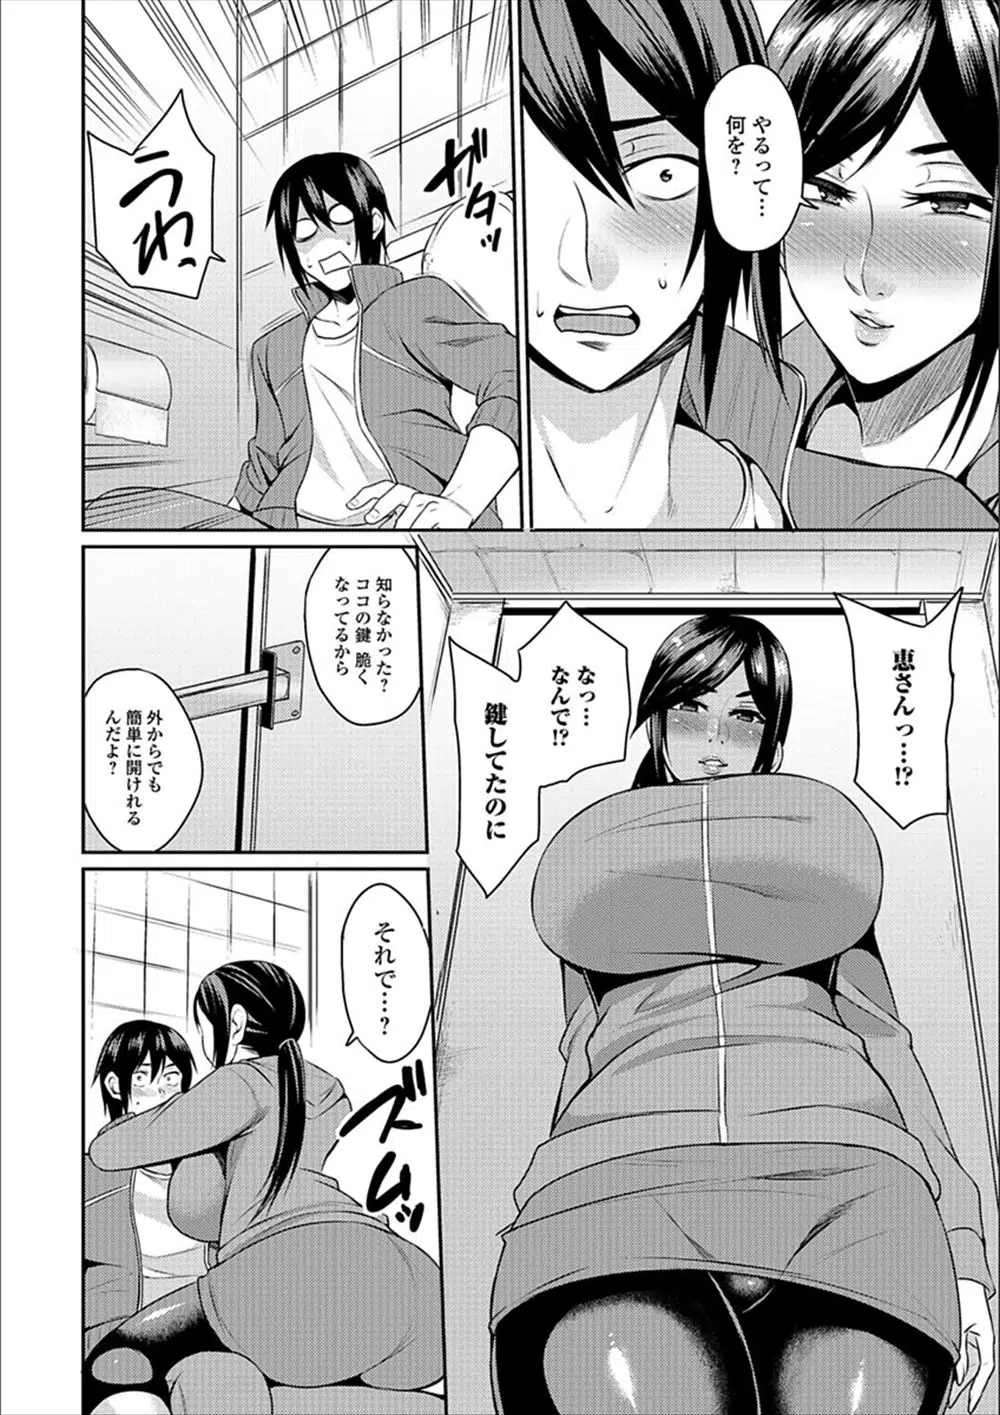 やるって…
何を？
ガタッ
うわっ
恵さんっ…!?
なっ…
なんで!?
鍵してたのに
知らなかった？
ココの鍵 脆く
なってるから
外からでも
簡単に開けれる
んだよ？
それで…？
ズムッ